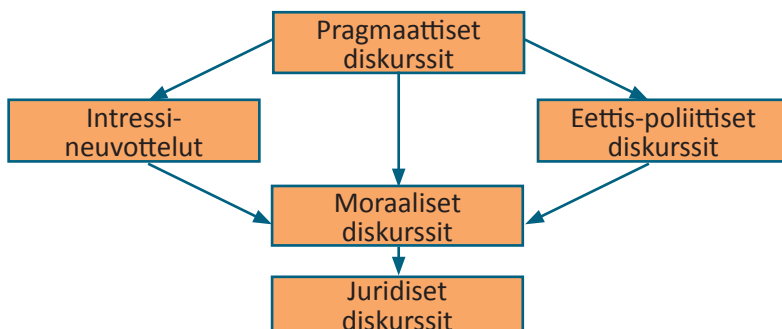 Pragmaattiset
diskurssit
Intressi-
neuvottelut
Eettis-poliittiset
diskurssit
Moraaliset
diskurssit
Juridiset
diskurssit